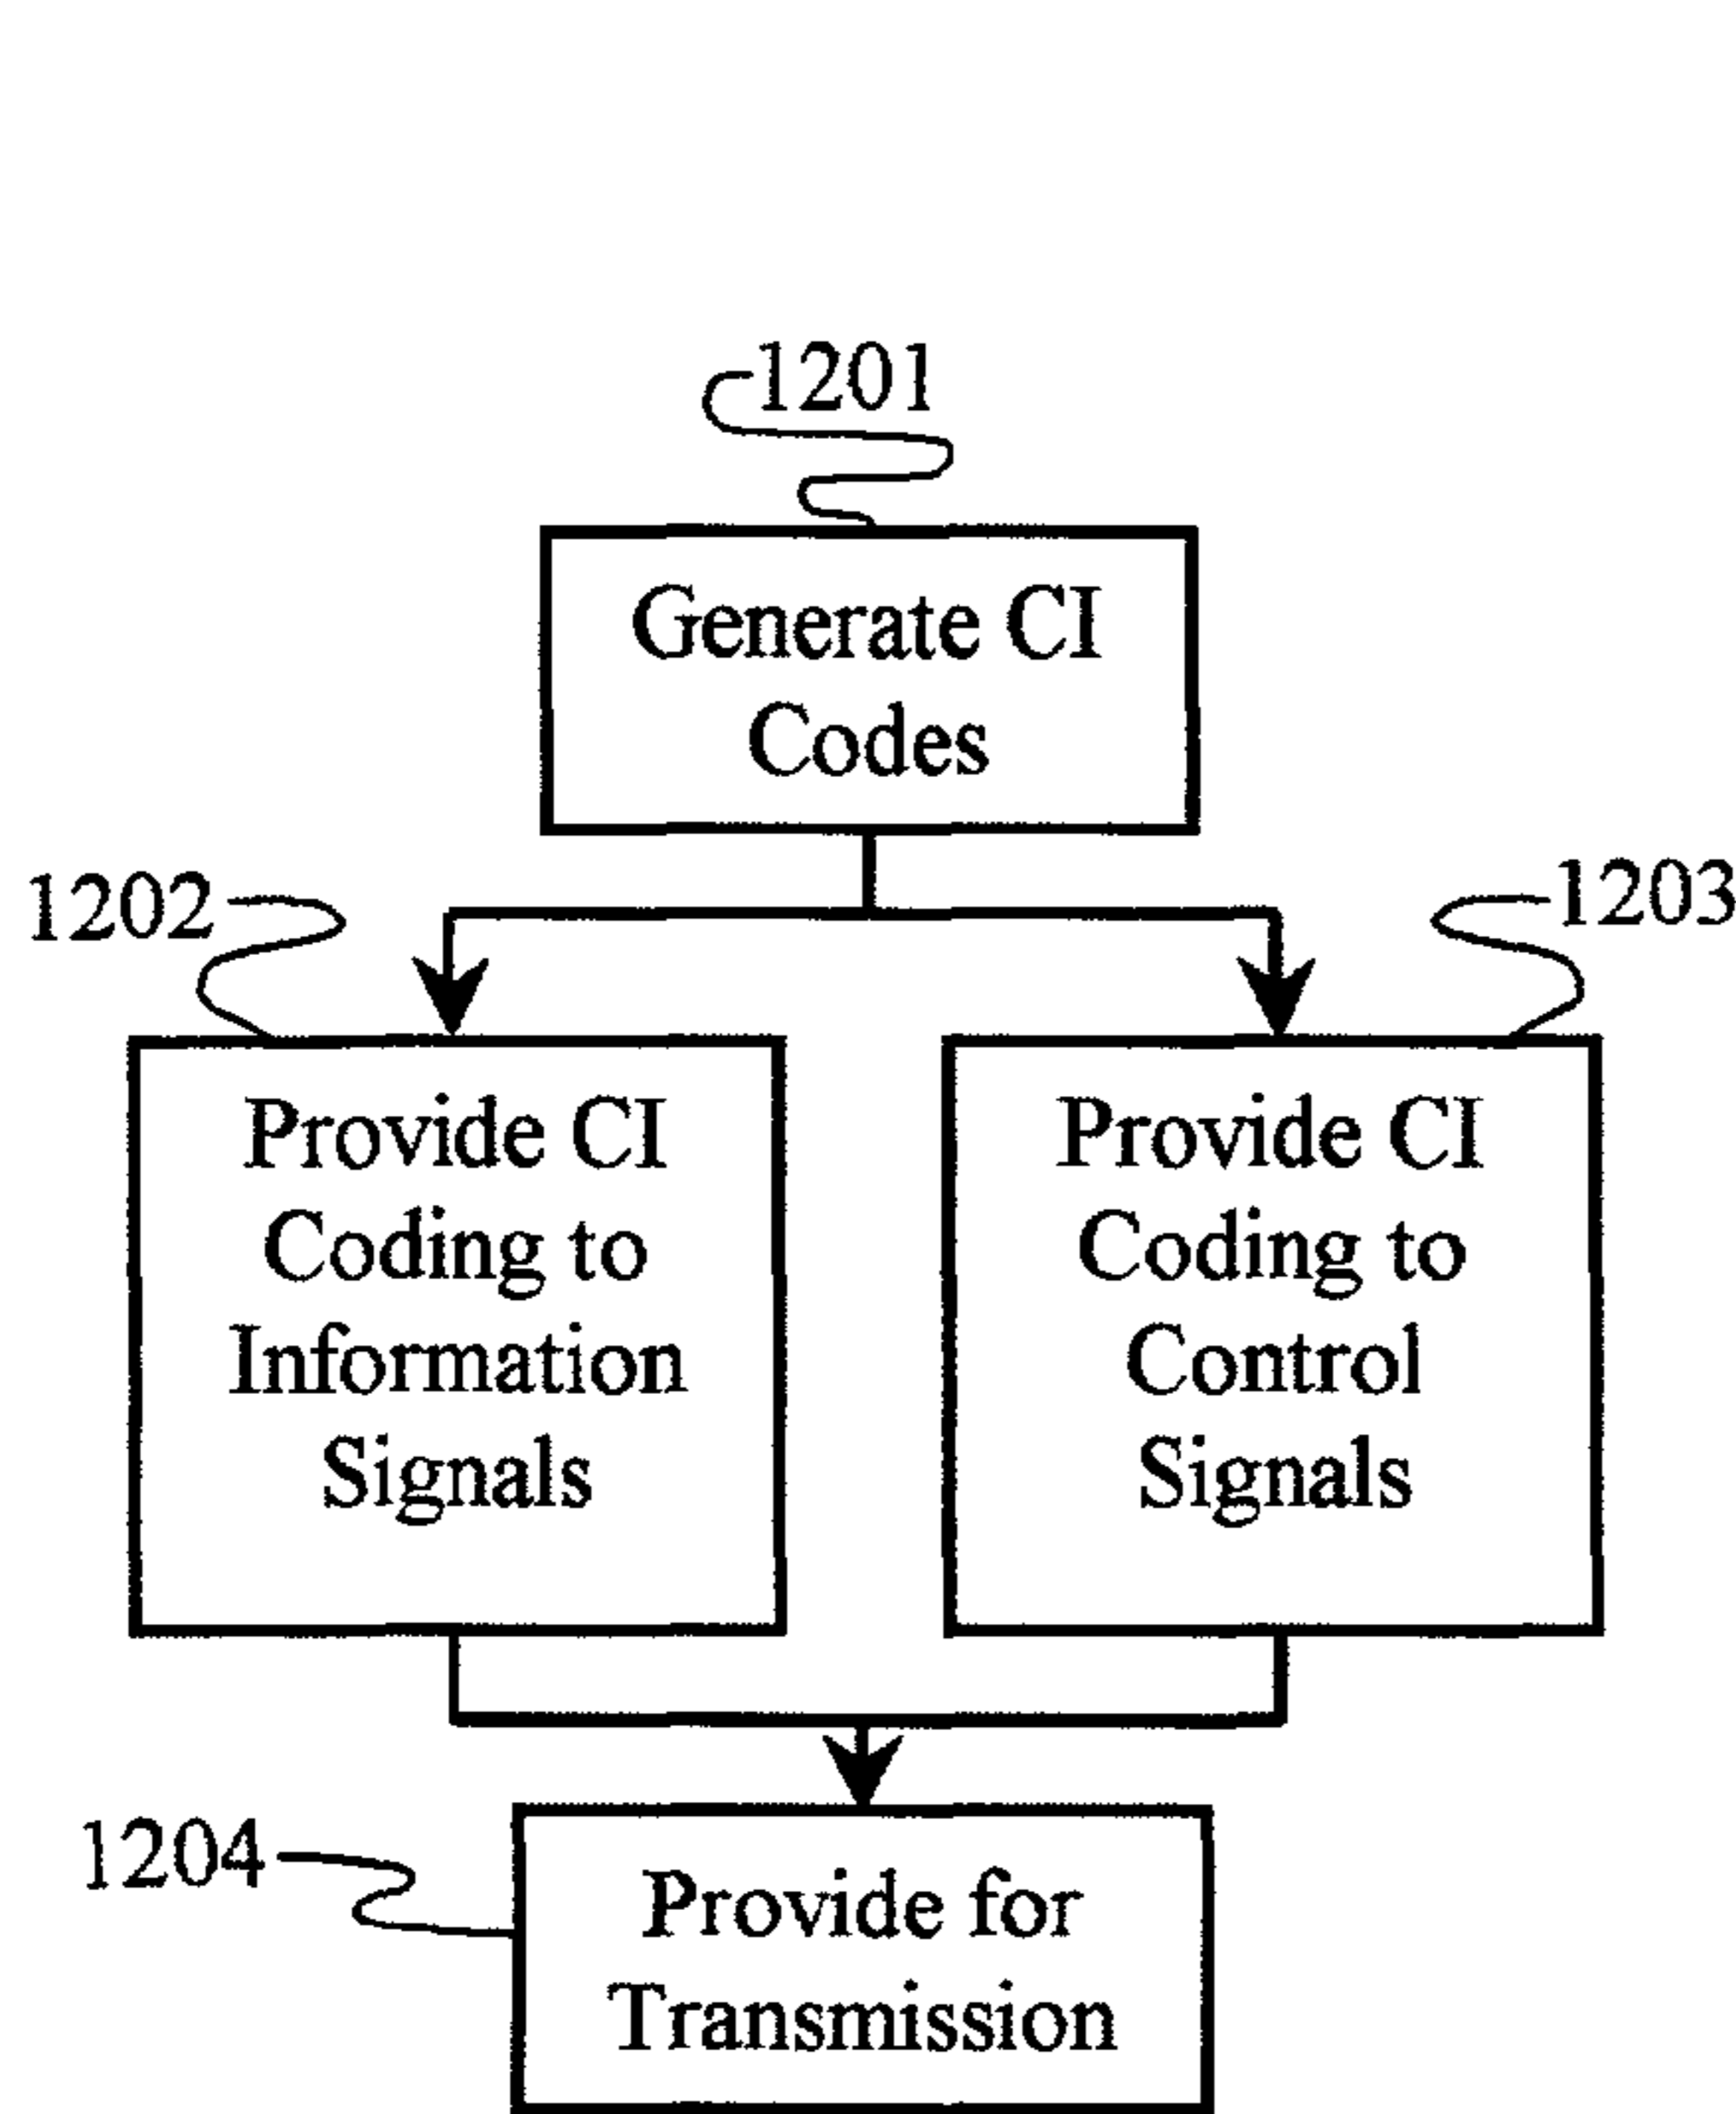 1201
Generate CI
Codes
1202
1203
Provide CI
Coding to
Information
Signals
Provide CI
Coding to
Control
Signals
1204
Provide for
Transmission